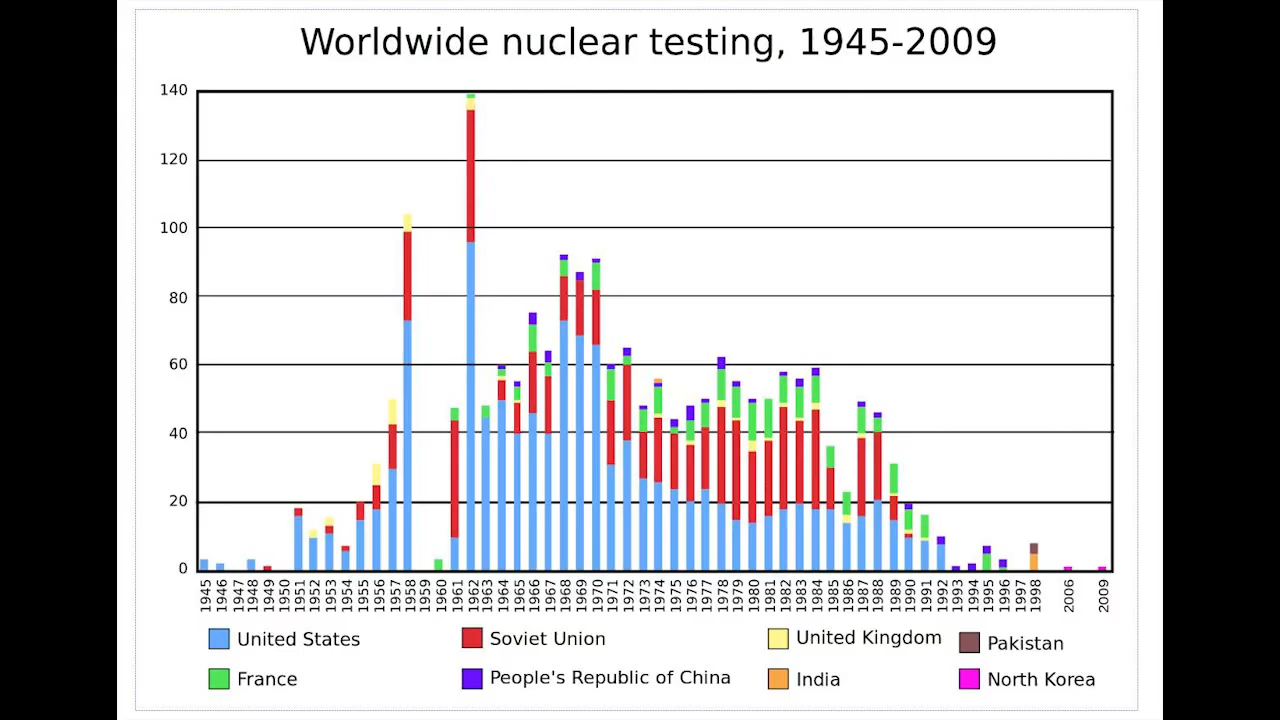 Worldwide nuclear testing, 1945-2009
140
120
100
80
60
40
20
0
1945 1946 1947 1948 1949 1950 1951 1952 1953 1954 1955 1956 1957 1958 1959 1960 1961 1962 1963 1964 1965 1966 1967 1968 1969 1970 1971 1972 1973 1974 1975 1976 1977 1978 1979 1980 1981 1982 1983 1984 1985 1986 1987 1988 1989 1990 1991 1992 1993 1994 1995 1996 1997 1998 2006 2009
United States Soviet Union United Kingdom Pakistan
France People's Republic of China India North Korea